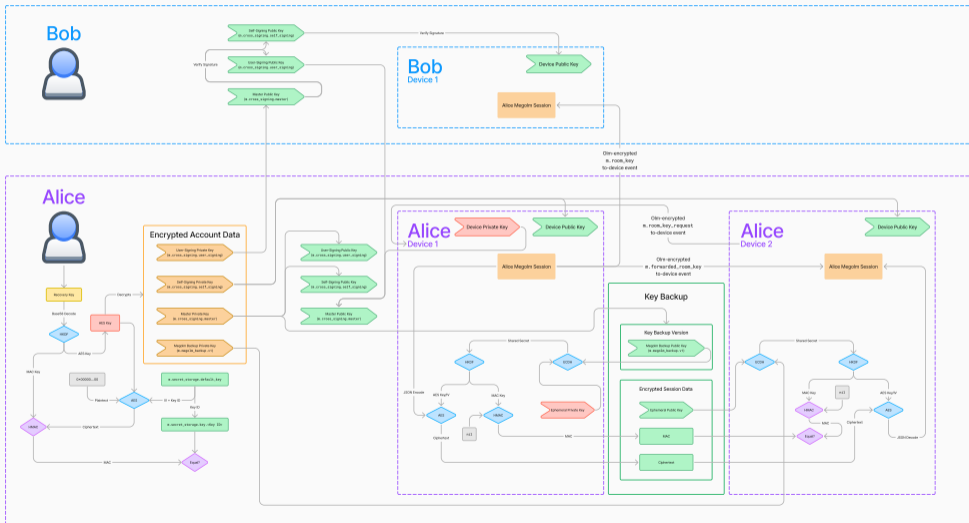 Bob
Self-Signing Public Key
(m.cross_signing.self_signing)
Verify Signature
User-Signing Public Key
(m.cross_signing.user_signing)
Verify Signature
Master Public Key
(m.cross_signing.master)
Bob
Device 1
Device Public Key
Alice Megolm Session
Olm-encrypted
m.room_key
to-device event
Alice
Recovery Key
Base58 Decode
HKDF
AES Key
AES Key
Decrypts
MAC Key
Plaintext
AES
IV + Key ID
Ciphertext
HMAC
MAC
Equal?
m.secret_storage.default_key
Key ID
m.secret_storage.key.<key ID>
Encrypted Account Data
User-Signing Private Key
(m.cross_signing.user_signing)
Self-Signing Private Key
(m.cross_signing.self_signing)
Master Private Key
(m.cross_signing.master)
Megolm Backup Private Key
(m.megolm_backup.v1)
User-Signing Public Key
(m.cross_signing.user_signing)
Self-Signing Public Key
(m.cross_signing.self_signing)
Master Public Key
(m.cross_signing.master)
Alice
Device 1
Device Private Key
Device Public Key
Alice Megolm Session
Olm-encrypted
m.room_key_request
to-device event
Olm-encrypted
m.forwarded_room_key
to-device event
Shared Secret
HKDF
ECDH
JSON Encode
AES Key/IV
MAC Key
AES
HMAC
nil
Ephemeral Private Key
Ciphertext
MAC
Key Backup
Key Backup Version
Megolm Backup Public Key
(m.megolm_backup.v1)
Encrypted Session Data
Ephemeral Public Key
MAC
Ciphertext
Alice
Device 2
Device Public Key
Alice Megolm Session
Shared Secret
ECDH
HKDF
MAC Key
nil
AES Key/IV
HMAC
AES
MAC
Ciphertext
Equal?
JSON Decode